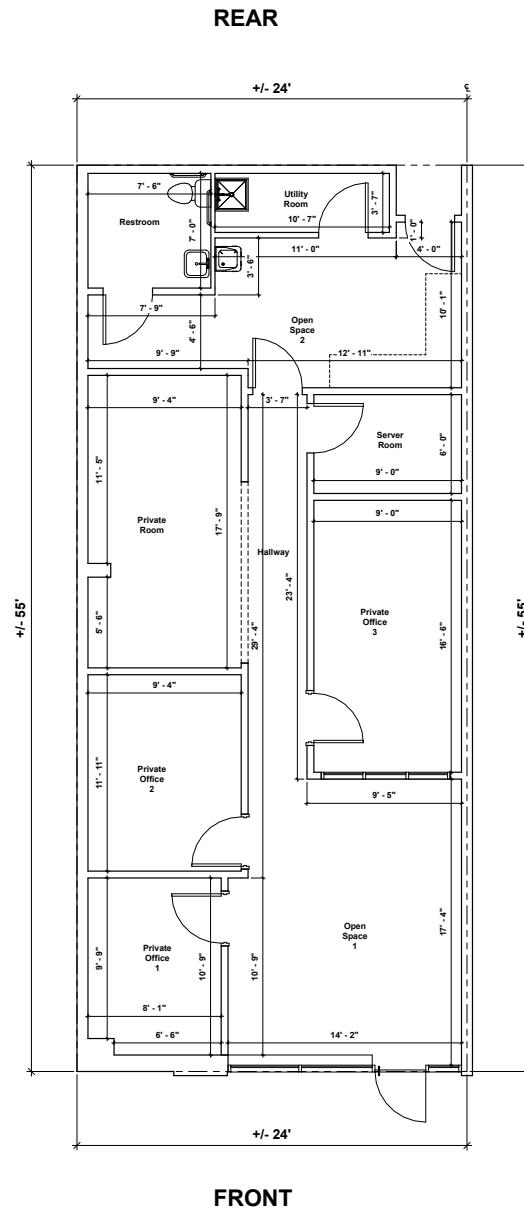 REAR
+/- 24'
℄
7' - 6"
Restroom
7' - 0"
Utility
Room
10' - 7"
3' - 7"
11' - 0"
1' - 0"
4' - 0"
3' - 6"
7' - 9"
4' - 6"
Open
Space
2
10' - 1"
9' - 9"
12' - 11"
9' - 4"
3' - 7"
11' - 5"
Server
Room
6' - 0"
9' - 0"
9' - 0"
Private
Room
17' - 9"
Hallway
23' - 4"
29' - 4"
5' - 6"
Private
Office
3
16' - 6"
+/- 55'
+/- 55'
9' - 4"
11' - 11"
Private
Office
2
9' - 5"
9' - 9"
Private
Office
1
10' - 9"
10' - 9"
Open
Space
1
17' - 4"
8' - 1"
6' - 6"
14' - 2"
+/- 24'
FRONT